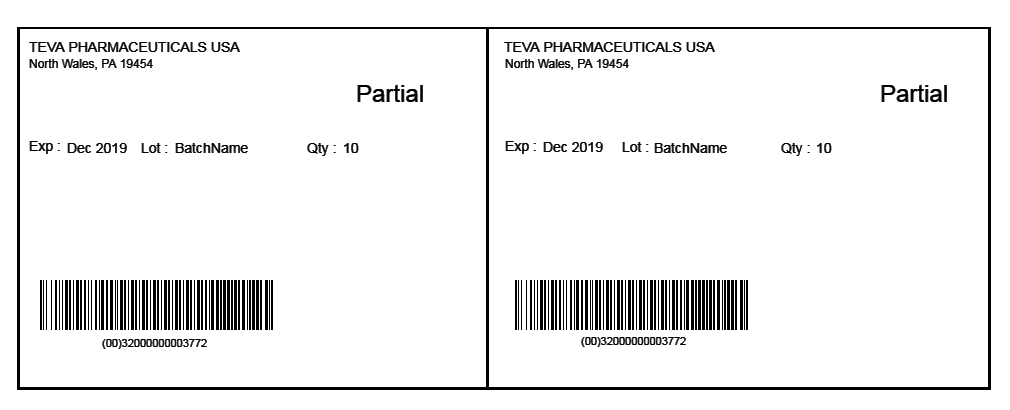 TEVA PHARMACEUTICALS USA
North Wales, PA 19454
Partial
Exp : Dec 2019 Lot : BatchName Qty : 10
(00)32000000003772
TEVA PHARMACEUTICALS USA
North Wales, PA 19454
Partial
Exp : Dec 2019 Lot : BatchName Qty : 10
(00)32000000003772